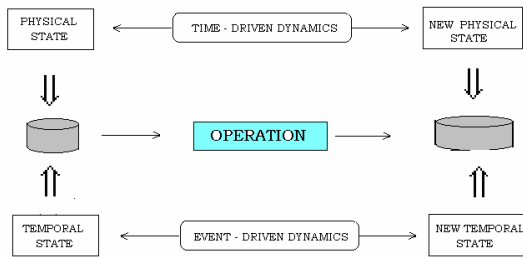 PHYSICAL
STATE
TIME - DRIVEN DYNAMICS
NEW PHYSICAL
STATE
OPERATION
TEMPORAL
STATE
EVENT - DRIVEN DYNAMICS
NEW TEMPORAL
STATE